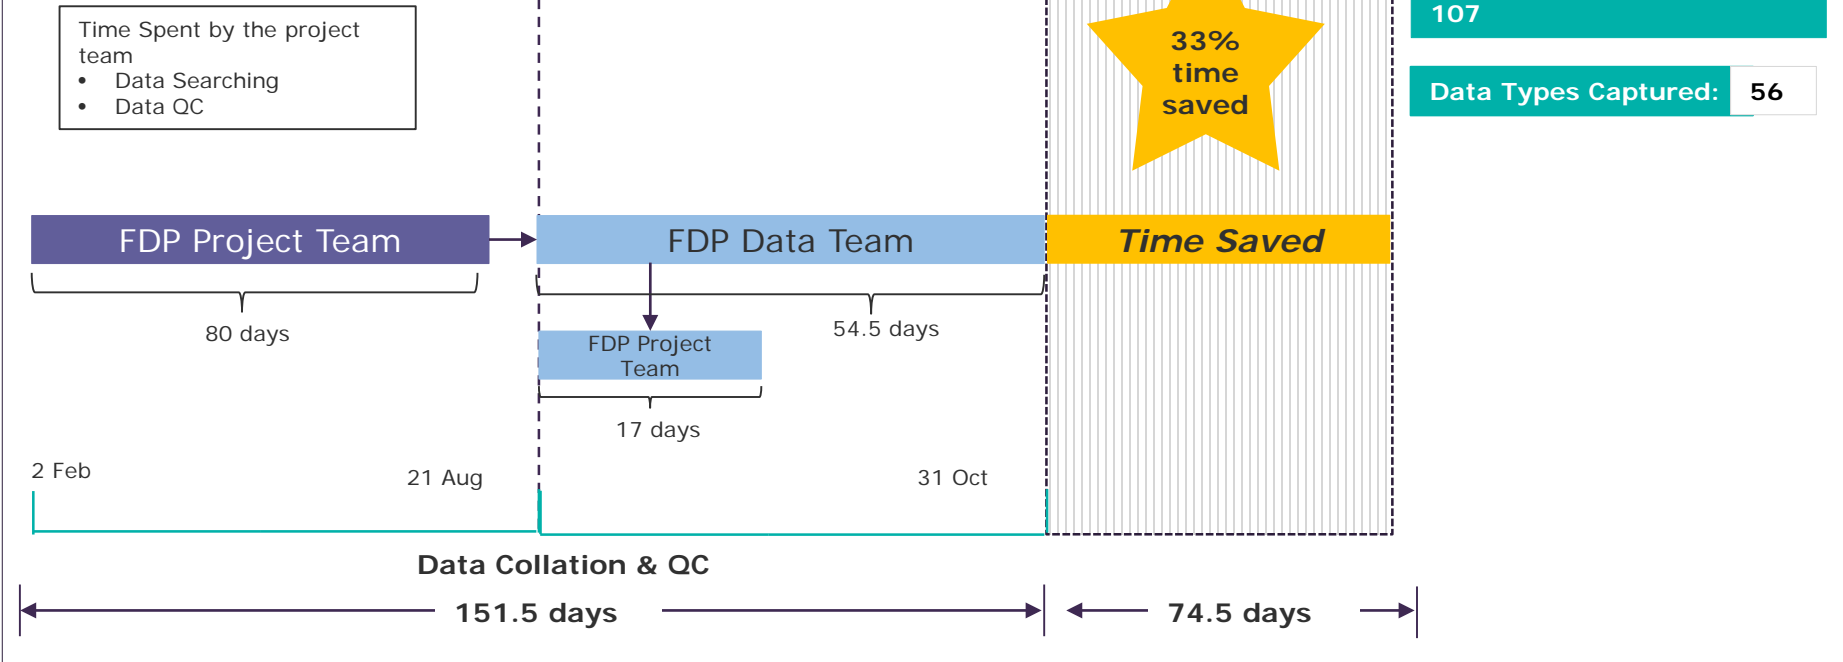 Time Spent by the project
team
• Data Searching
• Data QC
33%
time
saved
107
Data Types Captured: 56
FDP Project Team
FDP Data Team
Time Saved
80 days
54.5 days
FDP Project
Team
17 days
2 Feb
21 Aug
31 Oct
Data Collation & QC
151.5 days
74.5 days